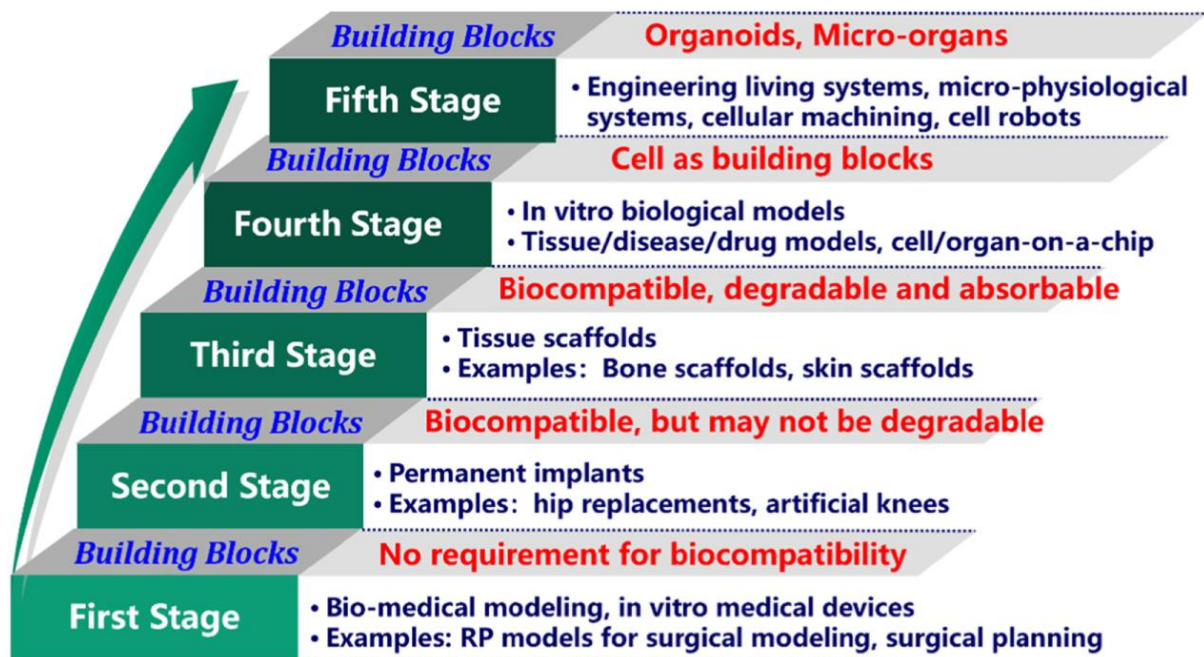 Building Blocks Organoids, Micro-organs
Fifth Stage
• Engineering living systems, micro-physiological
systems, cellular machining, cell robots
Building Blocks Cell as building blocks
Fourth Stage
• In vitro biological models
• Tissue/disease/drug models, cell/organ-on-a-chip
Building Blocks Biocompatible, degradable and absorbable
Third Stage
• Tissue scaffolds
• Examples: Bone scaffolds, skin scaffolds
Building Blocks Biocompatible, but may not be degradable
Second Stage
• Permanent implants
• Examples: hip replacements, artificial knees
Building Blocks No requirement for biocompatibility
First Stage
• Bio-medical modeling, in vitro medical devices
• Examples: RP models for surgical modeling, surgical planning